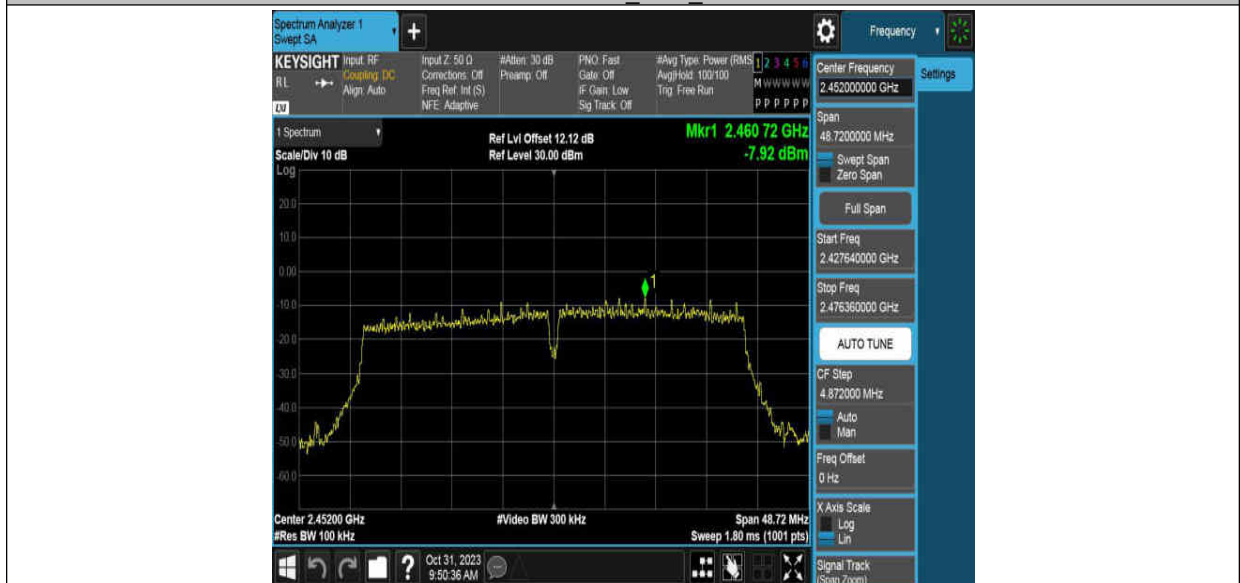 Spectrum Analyzer 1
Swept SA
+
Frequency
KEYSIGHT
RL
LXI
Input: RF
Coupling: DC
Align: Auto
Input Z: 50 Ω
Corrections: Off
Freq Ref: Int (S)
NFE: Adaptive
#Atten: 30 dB
Preamp: Off
PNO: Fast
Gate: Off
IF Gain: Low
Sig Track: Off
#Avg Type: Power (RMS
Avg|Hold: 100/100
Trig: Free Run
1 2 3 4 5 6
M W W W W W
P P P P P P
1 Spectrum
Scale/Div 10 dB
Log
Ref Lvl Offset 12.12 dB
Ref Level 30.00 dBm
Mkr1 2.460 72 GHz
-7.92 dBm
20.0
10.0
0.00
-10.0
-20.0
-30.0
-40.0
-50.0
-60.0
1
Center 2.45200 GHz
#Res BW 100 kHz
#Video BW 300 kHz
Span 48.72 MHz
Sweep 1.80 ms (1001 pts)
?
Oct 31, 2023
9:50:36 AM
Center Frequency
2.452000000 GHz
Settings
Span
48.7200000 MHz
Swept Span
Zero Span
Full Span
Start Freq
2.427640000 GHz
Stop Freq
2.476360000 GHz
AUTO TUNE
CF Step
4.872000 MHz
Auto
Man
Freq Offset
0 Hz
X Axis Scale
Log
Lin
Signal Track
(Span Zoom)